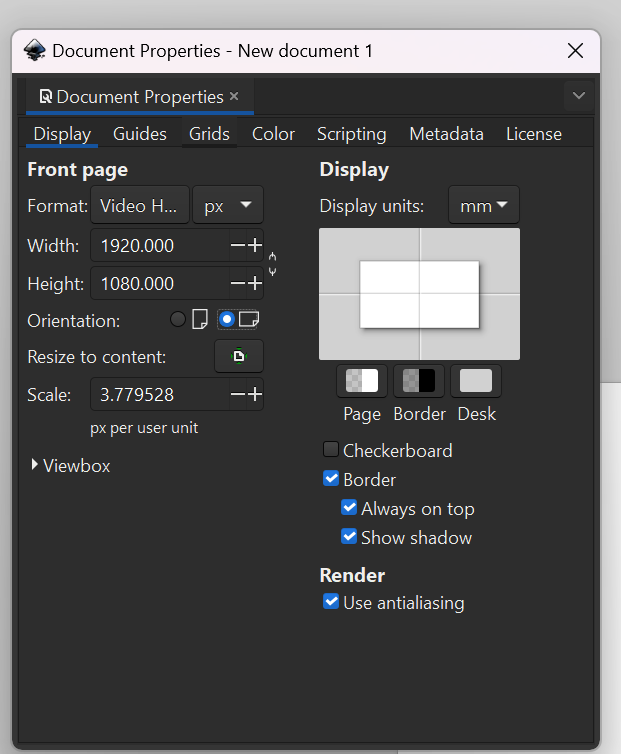 Document Properties - New document 1
Document Properties
Display Guides Grids Color Scripting Metadata License
Front page
Format: Video H... px
Width: 1920.000
Height: 1080.000
Orientation:
Resize to content:
Scale: 3.779528
px per user unit
Viewbox
Display
Display units: mm
Page Border Desk
Checkerboard
Border
Always on top
Show shadow
Render
Use antialiasing